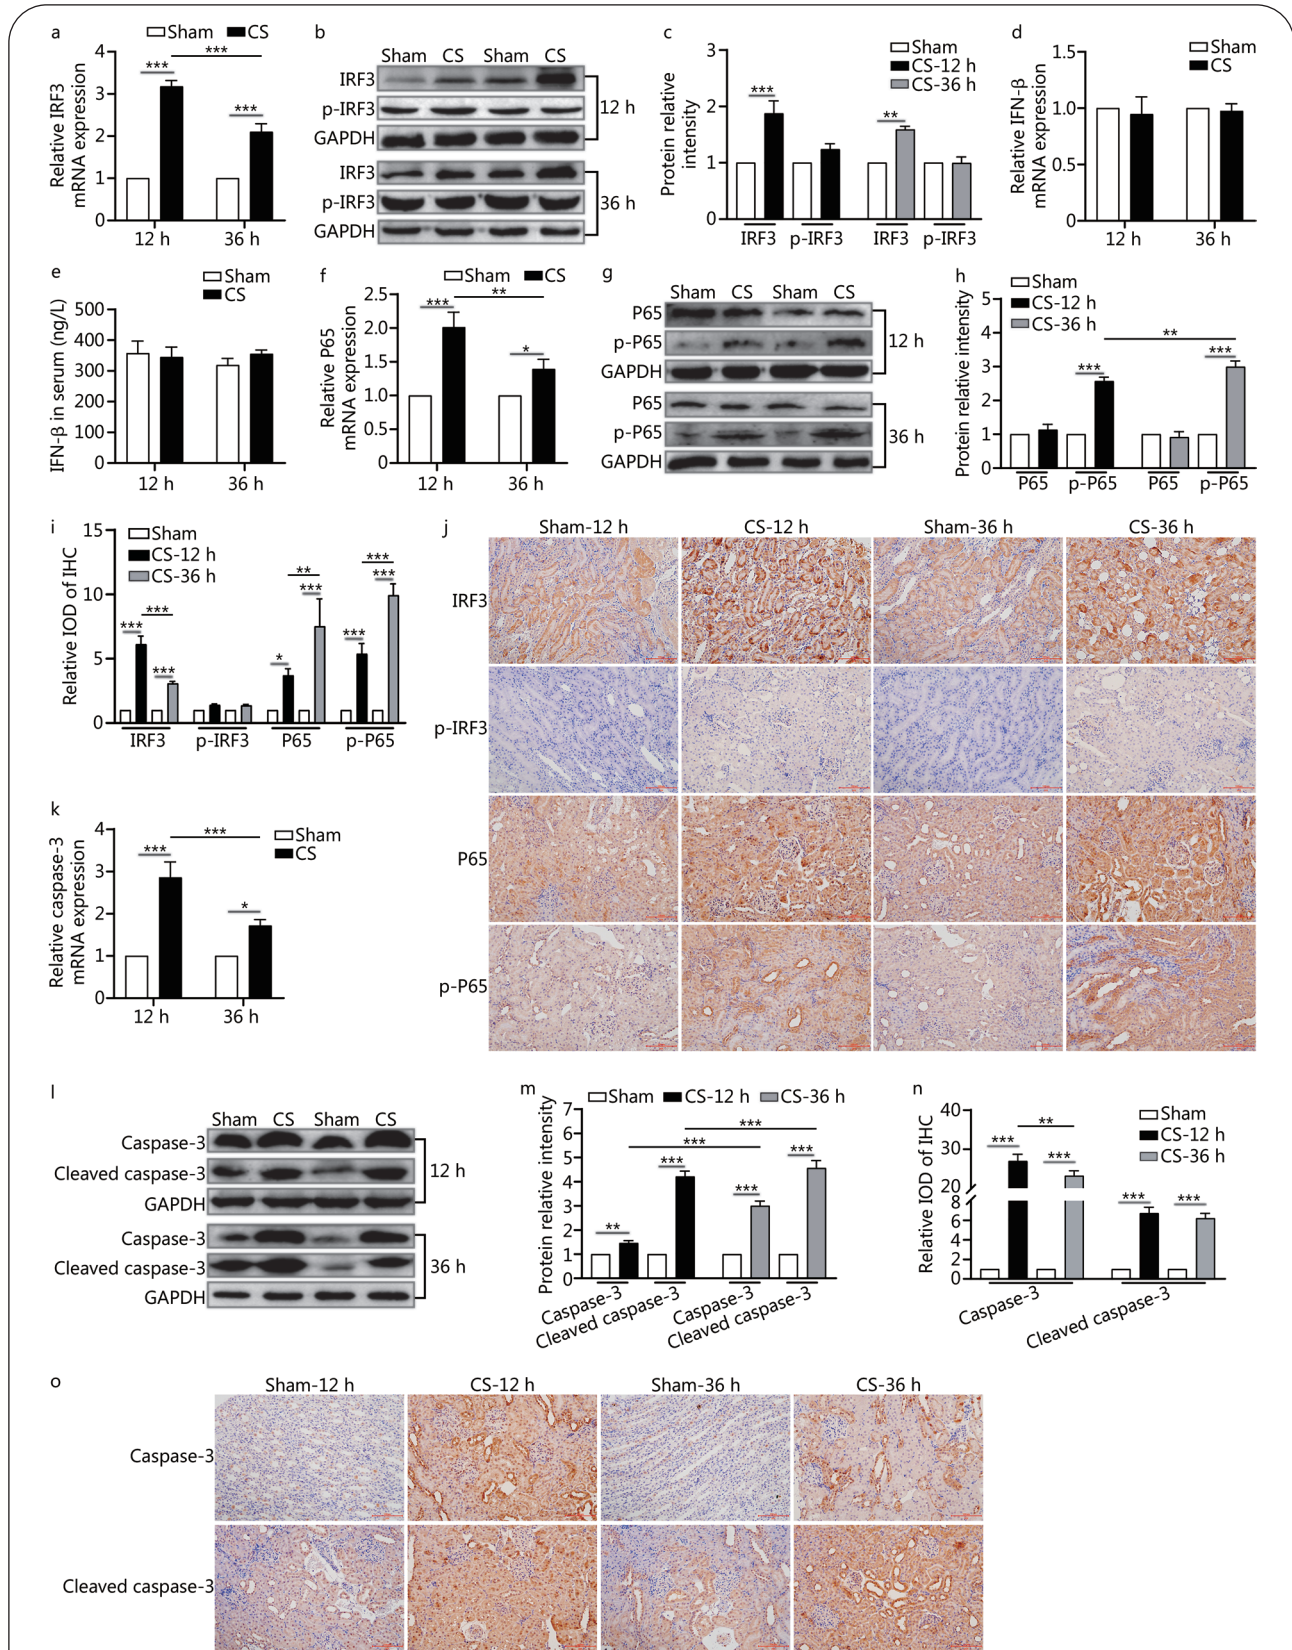 a
Sham CS
Relative IRF3
mRNA expression
4
3
2
1
0
***
***
***
12 h 36 h
b
Sham CS Sham CS
IRF3
p-IRF3
GAPDH
12 h
IRF3
p-IRF3
GAPDH
36 h
c
Sham
CS-12 h
CS-36 h
Protein relative
intensity
3
2
1
0
***
**
IRF3 p-IRF3 IRF3 p-IRF3
d
Sham
CS
Relative IFN-β
mRNA expression
1.5
1.0
0.5
0
12 h 36 h
e
Sham
CS
IFN-β in serum (ng/L)
500
400
300
200
100
0
12 h 36 h
f
Sham CS
Relative P65
mRNA expression
2.5
2.0
1.5
1.0
0.5
0
***
**
*
12 h 36 h
g
Sham CS Sham CS
P65
p-P65
GAPDH
12 h
P65
p-P65
GAPDH
36 h
h
Sham
CS-12 h
CS-36 h
Protein relative intensity
5
4
3
2
1
0
***
**
***
P65 p-P65 P65 p-P65
i
Sham
CS-12 h
CS-36 h
Relative IOD of IHC
15
10
5
0
***
***
***
*
**
***
***
***
***
IRF3 p-IRF3 P65 p-P65
j
Sham-12 h CS-12 h Sham-36 h CS-36 h
IRF3
p-IRF3
P65
p-P65
k
Sham
CS
Relative caspase-3
mRNA expression
4
3
2
1
0
***
***
*
12 h 36 h
l
Sham CS Sham CS
Caspase-3
Cleaved caspase-3
GAPDH
12 h
Caspase-3
Cleaved caspase-3
GAPDH
36 h
m
Sham CS-12 h CS-36 h
Protein relative intensity
7
6
5
4
3
2
1
0
**
***
***
***
***
***
Caspase-3 Cleaved caspase-3 Caspase-3 Cleaved caspase-3
n
Sham
CS-12 h
CS-36 h
Relative IOD of IHC
40
30
20
8
6
4
2
0
***
**
***
***
***
Caspase-3 Cleaved caspase-3
o
Sham-12 h CS-12 h Sham-36 h CS-36 h
Caspase-3
Cleaved caspase-3